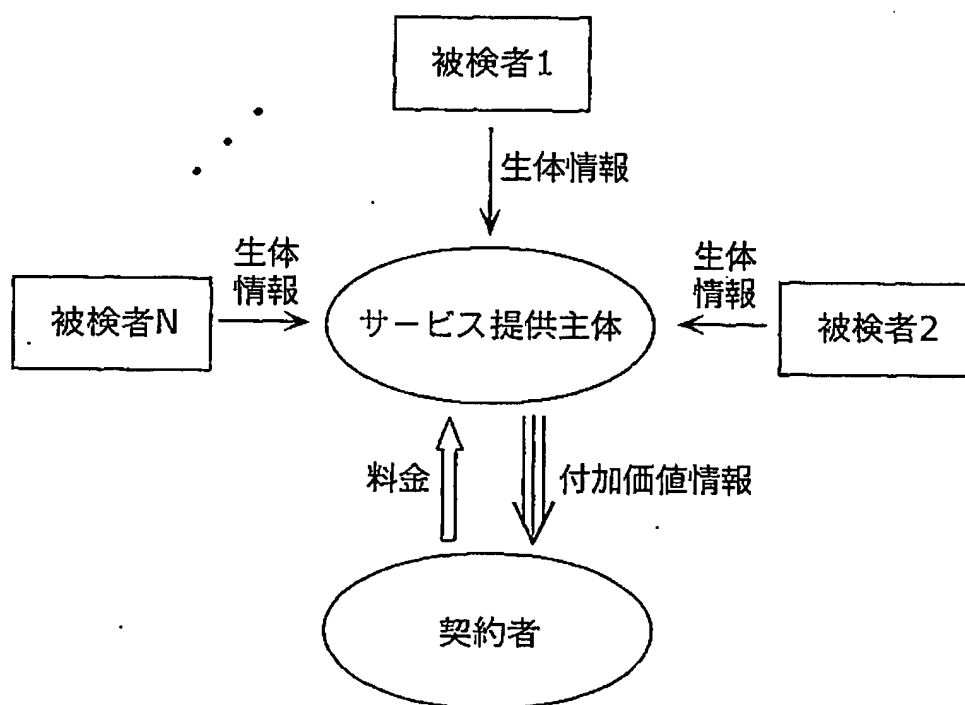 被検者1
生体情報
生体
情報
被検者N
サービス提供主体
生体
情報
被検者2
料金
付加価値情報
契約者